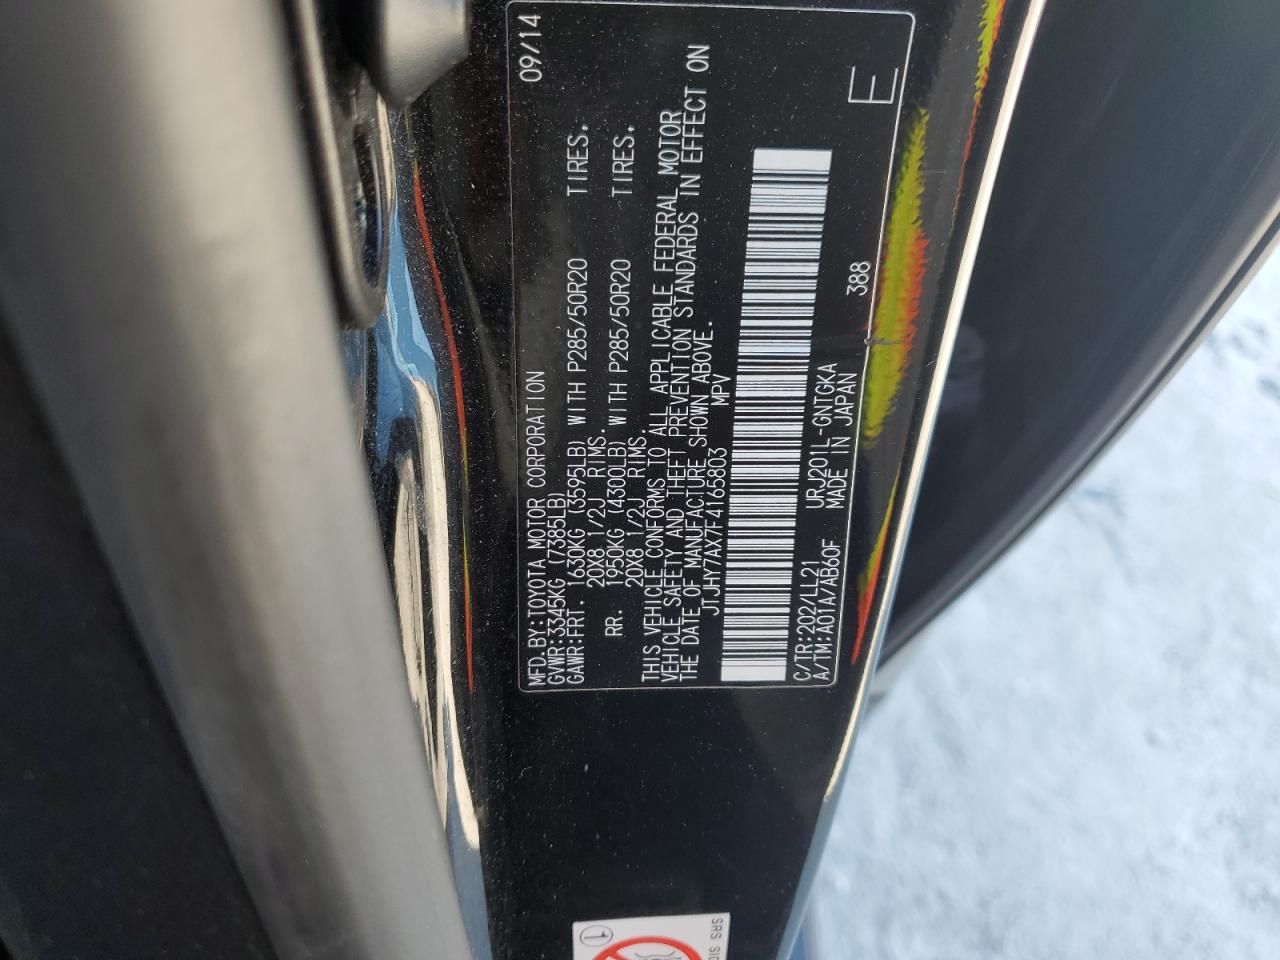 MFD.BY:TOYOTA MOTOR CORPORATION 09/14
GVWR:3345KG (7385LB)
GAWR:FRT. 1630KG (3595LB) WITH P285/50R20 TIRES.
20X8 1/2J RIMS.
RR. 1950KG (4300LB) WITH P285/50R20 TIRES.
20X8 1/2J RIMS.
THIS VEHICLE CONFORMS TO ALL APPLICABLE FEDERAL MOTOR
VEHICLE SAFETY AND THEFT PREVENTION STANDARDS IN EFFECT ON
THE DATE OF MANUFACTURE SHOWN ABOVE.
JTJHY7AX7F4165803 MPV
C/TR:202/LL21 URJ201L-GNTGKA 388
A/TM:A01A/AB60F MADE IN JAPAN
E
1
SRS